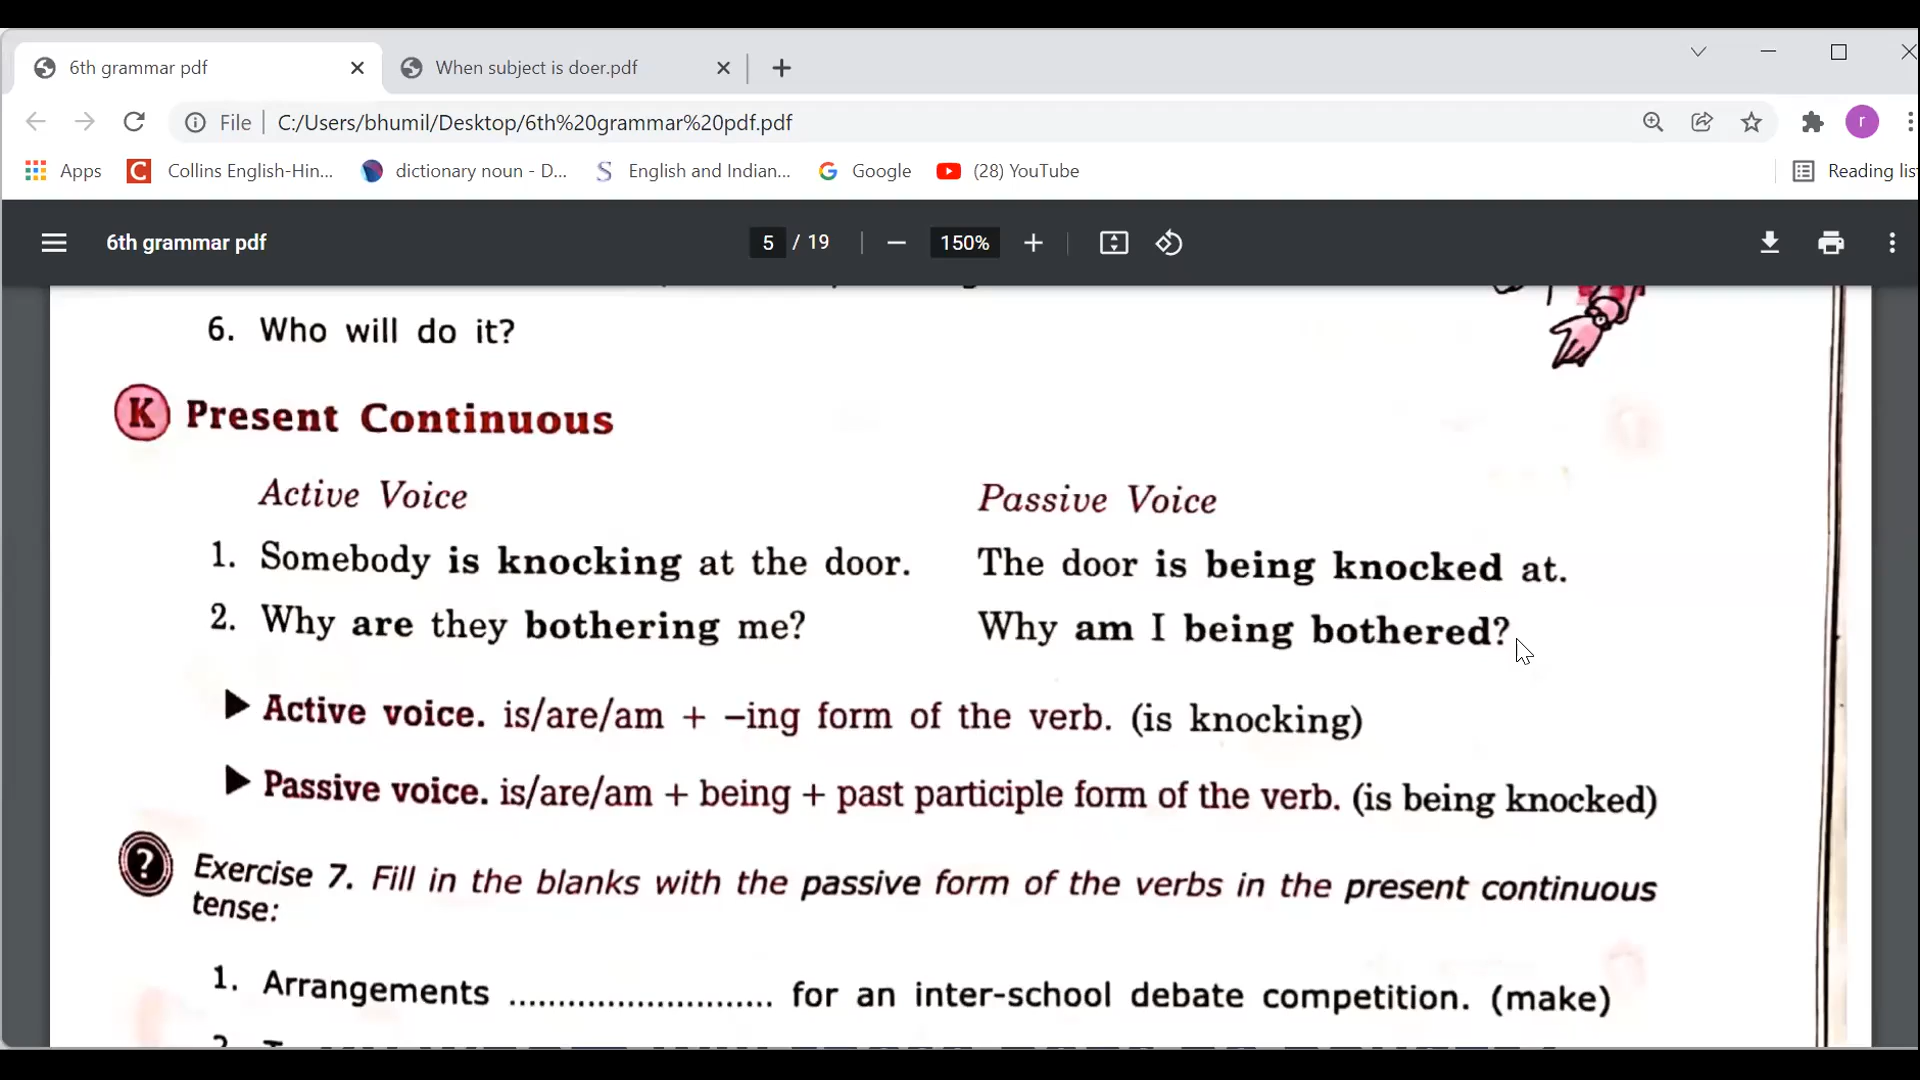 6th grammar pdf
When subject is doer.pdf
File
C:/Users/bhumil/Desktop/6th%20grammar%20pdf.pdf
r
Apps
Collins English-Hin...
dictionary noun - D...
English and Indian...
Google
(28) YouTube
Reading list
6th grammar pdf
5 / 19
150%
6. Who will do it?
K Present Continuous
Active Voice Passive Voice
1. Somebody is knocking at the door. The door is being knocked at.
2. Why are they bothering me? Why am I being bothered?
Active voice. is/are/am + –ing form of the verb. (is knocking)
Passive voice. is/are/am + being + past participle form of the verb. (is being knocked)
? Exercise 7. Fill in the blanks with the passive form of the verbs in the present continuous
tense:
1. Arrangements .......................... for an inter-school debate competition. (make)